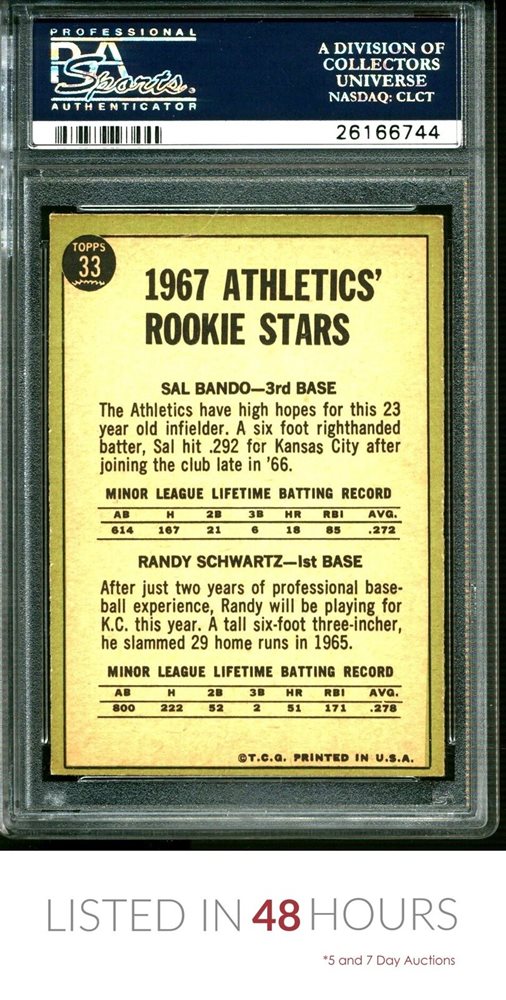 PROFESSIONAL
PSA
Sports.
AUTHENTICATOR
A DIVISION OF
COLLECTORS
UNIVERSE
NASDAQ: CLCT
26166744
TOPPS
33
1967 ATHLETICS'
ROOKIE STARS
SAL BANDO—3rd BASE
The Athletics have high hopes for this 23
year old infielder. A six foot righthanded
batter, Sal hit .292 for Kansas City after
joining the club late in '66.
MINOR LEAGUE LIFETIME BATTING RECORD
AB H 2B 3B HR RBI AVG.
614 167 21 6 18 85 .272
RANDY SCHWARTZ—1st BASE
After just two years of professional base-
ball experience, Randy will be playing for
K.C. this year. A tall six-foot three-incher,
he slammed 29 home runs in 1965.
MINOR LEAGUE LIFETIME BATTING RECORD
AB H 2B 3B HR RBI AVG.
800 222 52 2 51 171 .278
©T.C.G. PRINTED IN U.S.A.
LISTED IN 48 HOURS
*5 and 7 Day Auctions